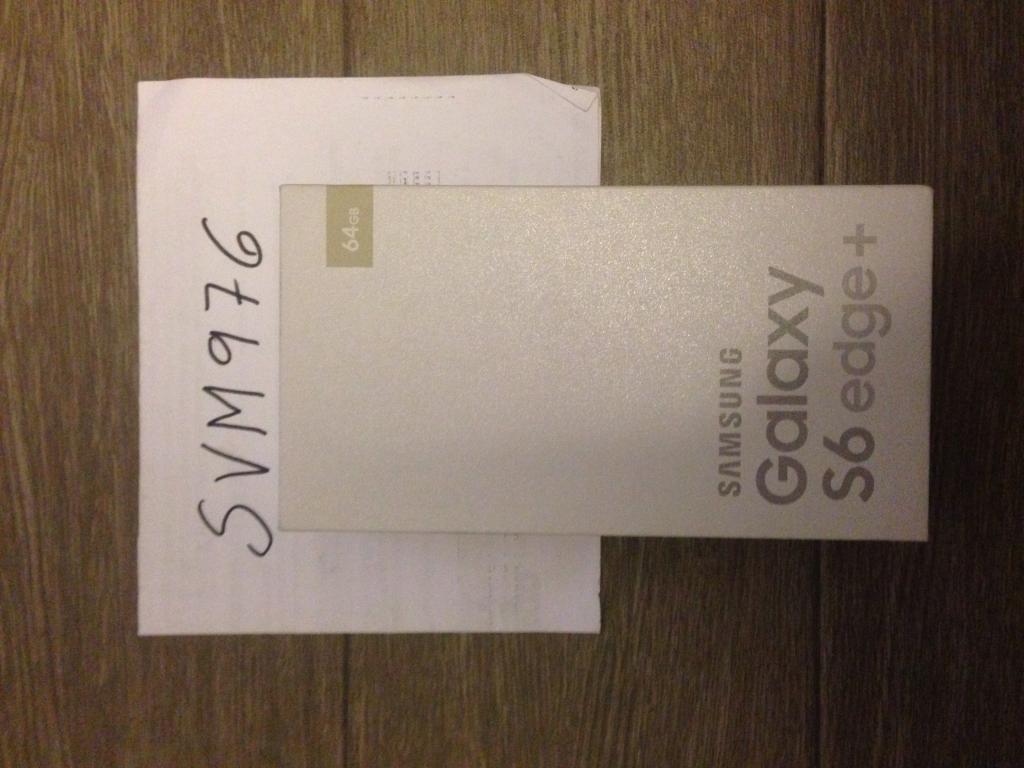 SVM976
64GB
SAMSUNG
Galaxy
S6 edge+